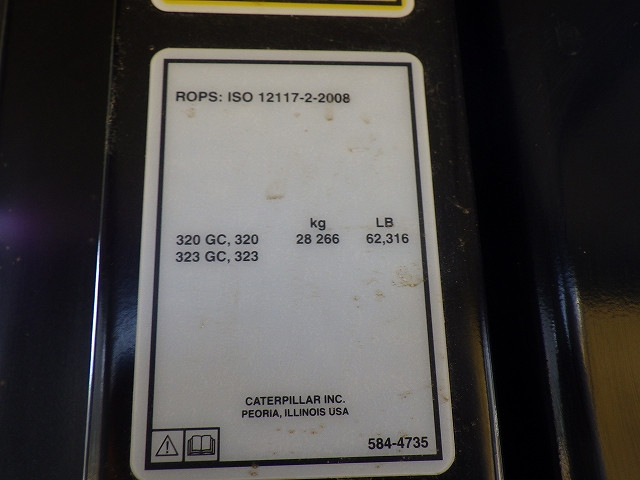 ROPS: ISO 12117-2-2008
kg LB
320 GC, 320 28 266 62,316
323 GC, 323
CATERPILLAR INC.
PEORIA, ILLINOIS USA
584-4735